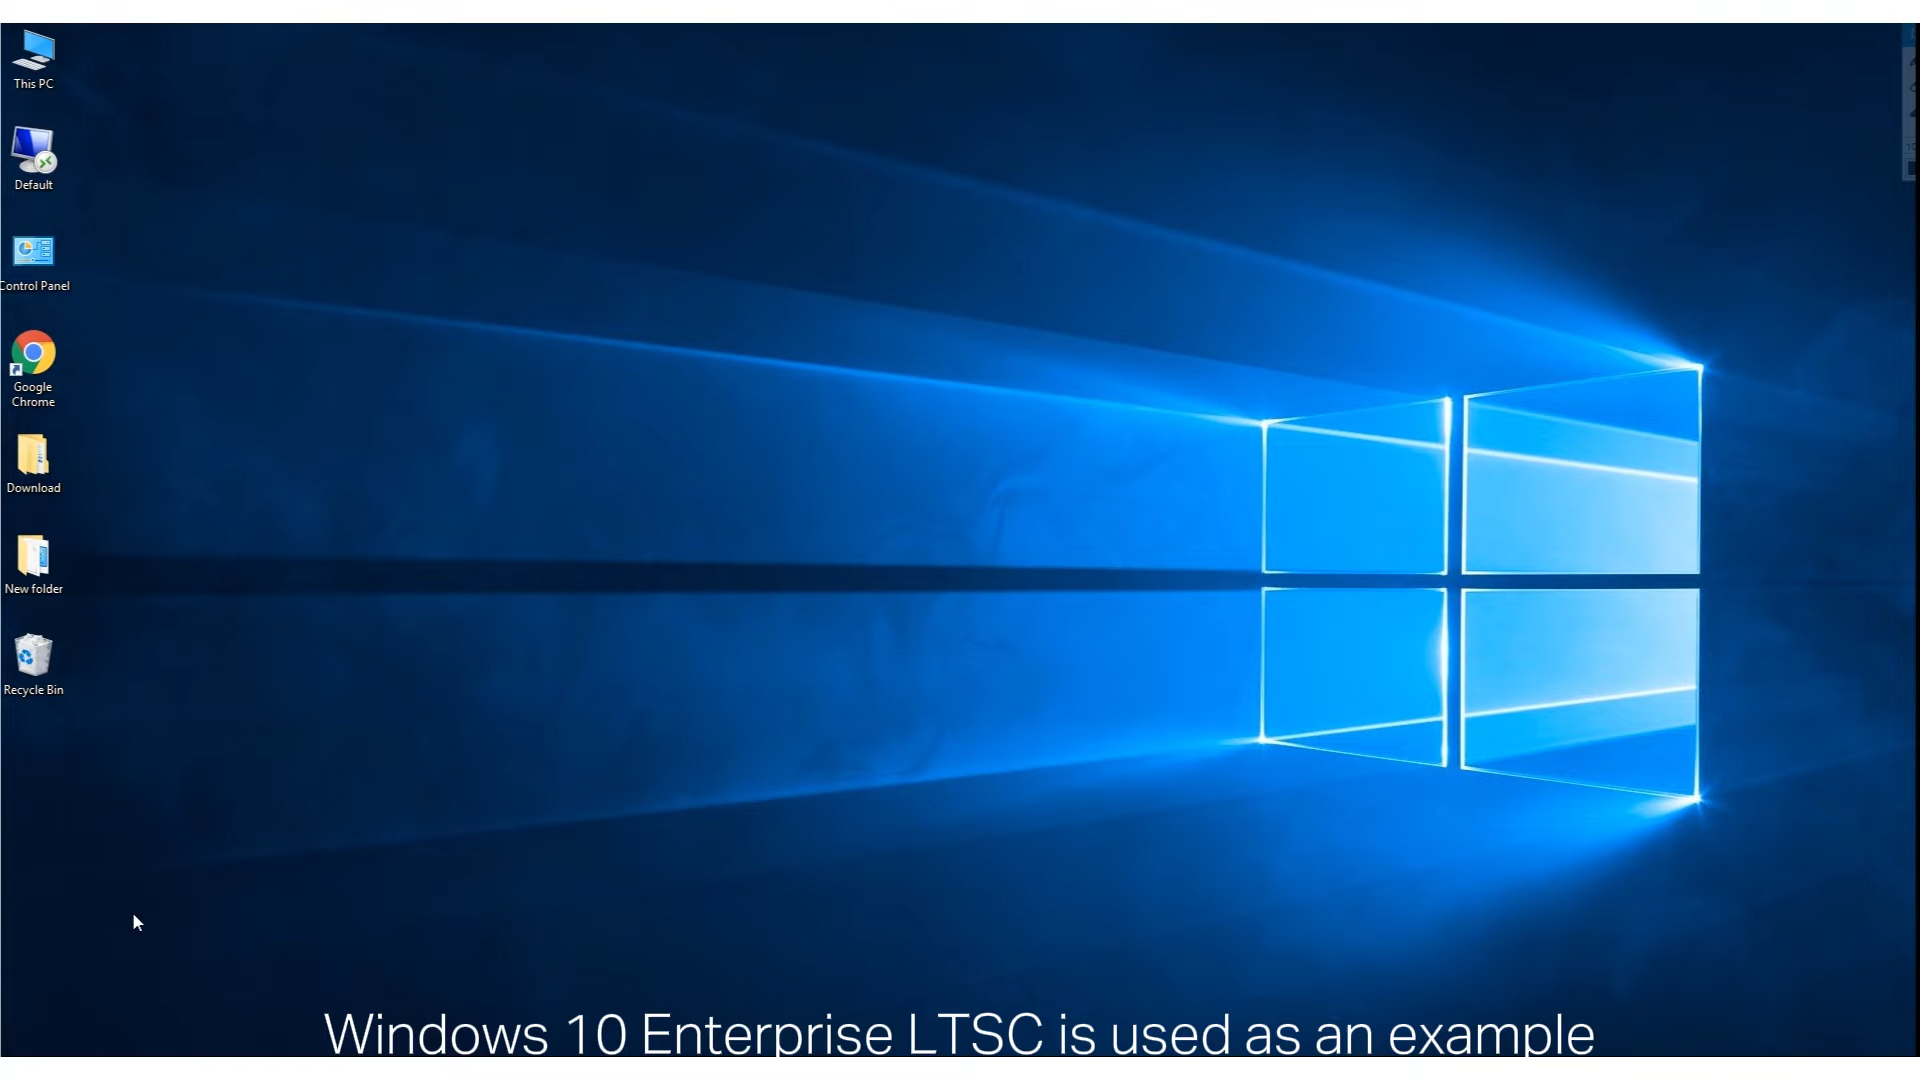 This PC
Default
Control Panel
Google
Chrome
Download
New folder
Recycle Bin
Windows 10 Enterprise LTSC is used as an example